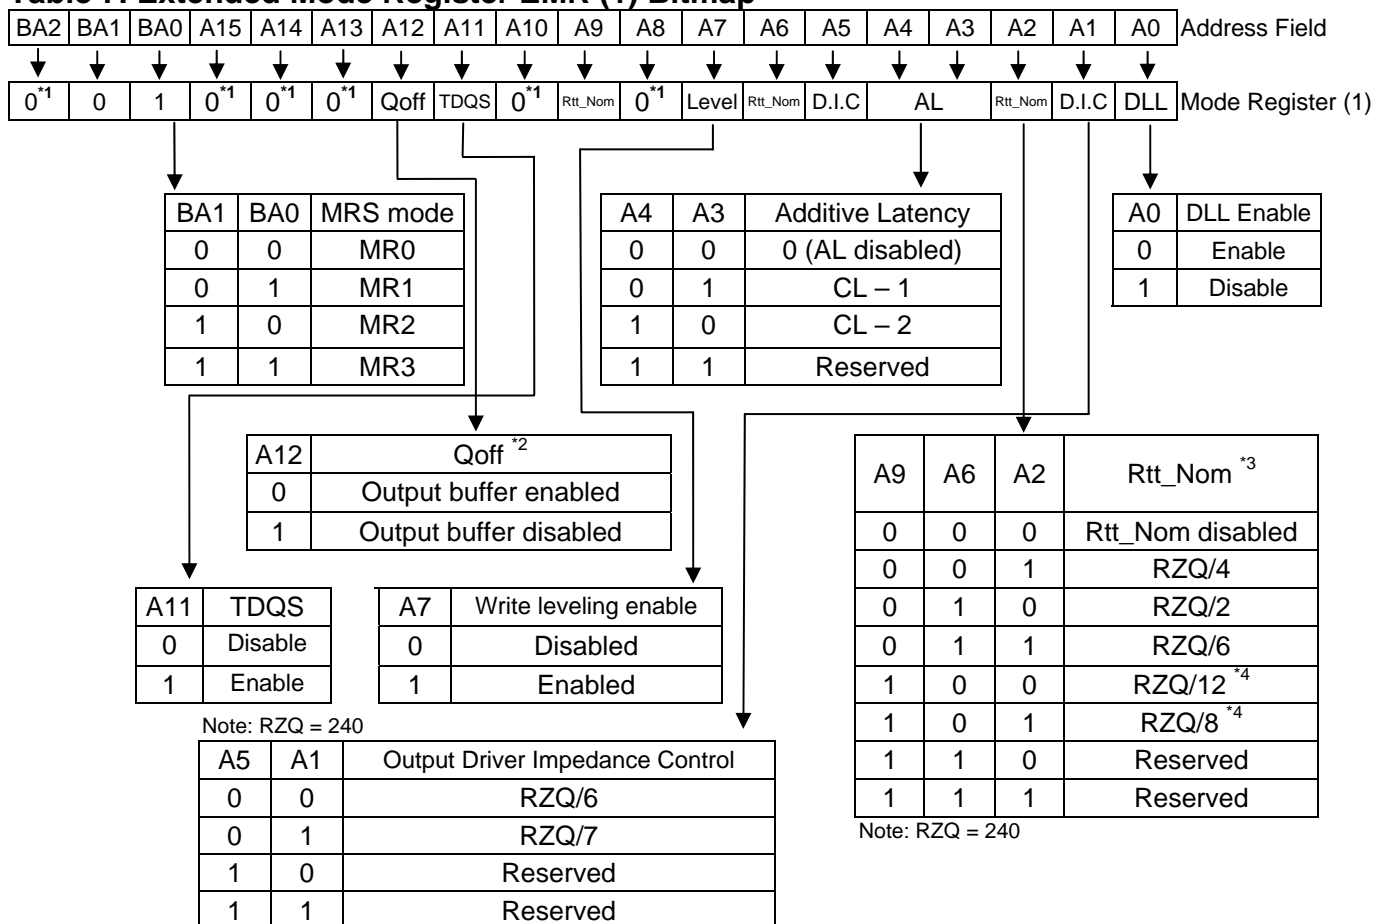 Table 7: Extended Mode Register EMR (1) Bitmap
BA2 BA1 BA0 A15 A14 A13 A12 A11 A10 A9 A8 A7 A6 A5 A4 A3 A2 A1 A0 Address Field
0*1 0 1 0*1 0*1 0*1 Qoff TDQS 0*1 Rtt_Nom 0*1 Level Rtt_Nom D.I.C AL Rtt_Nom D.I.C DLL Mode Register (1)
BA1 BA0 MRS mode
0 0 MR0
0 1 MR1
1 0 MR2
1 1 MR3
A4 A3 Additive Latency
0 0 0 (AL disabled)
0 1 CL – 1
1 0 CL – 2
1 1 Reserved
A0 DLL Enable
0 Enable
1 Disable
A12 Qoff *2
0 Output buffer enabled
1 Output buffer disabled
A9 A6 A2 Rtt_Nom *3
0 0 0 Rtt_Nom disabled
0 0 1 RZQ/4
0 1 0 RZQ/2
0 1 1 RZQ/6
1 0 0 RZQ/12 *4
1 0 1 RZQ/8 *4
1 1 0 Reserved
1 1 1 Reserved
Note: RZQ = 240
A11 TDQS
0 Disable
1 Enable
A7 Write leveling enable
0 Disabled
1 Enabled
Note: RZQ = 240
A5 A1 Output Driver Impedance Control
0 0 RZQ/6
0 1 RZQ/7
1 0 Reserved
1 1 Reserved